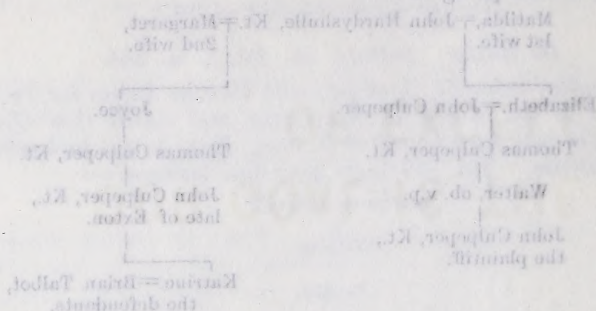 Matilda,=John Hardyshulle, Kt.=Margaret,
1st wife. 2nd wife.
Elizabeth.=John Culpeper. Joyce.
Thomas Culpeper, Kt. Thomas Culpeper, Kt.
Walter, ob. v.p. John Culpeper, Kt.,
late of Exton.
John Culpeper, Kt.,
the plaintiff.
Katrine=Brian Talbot,
the defendants.